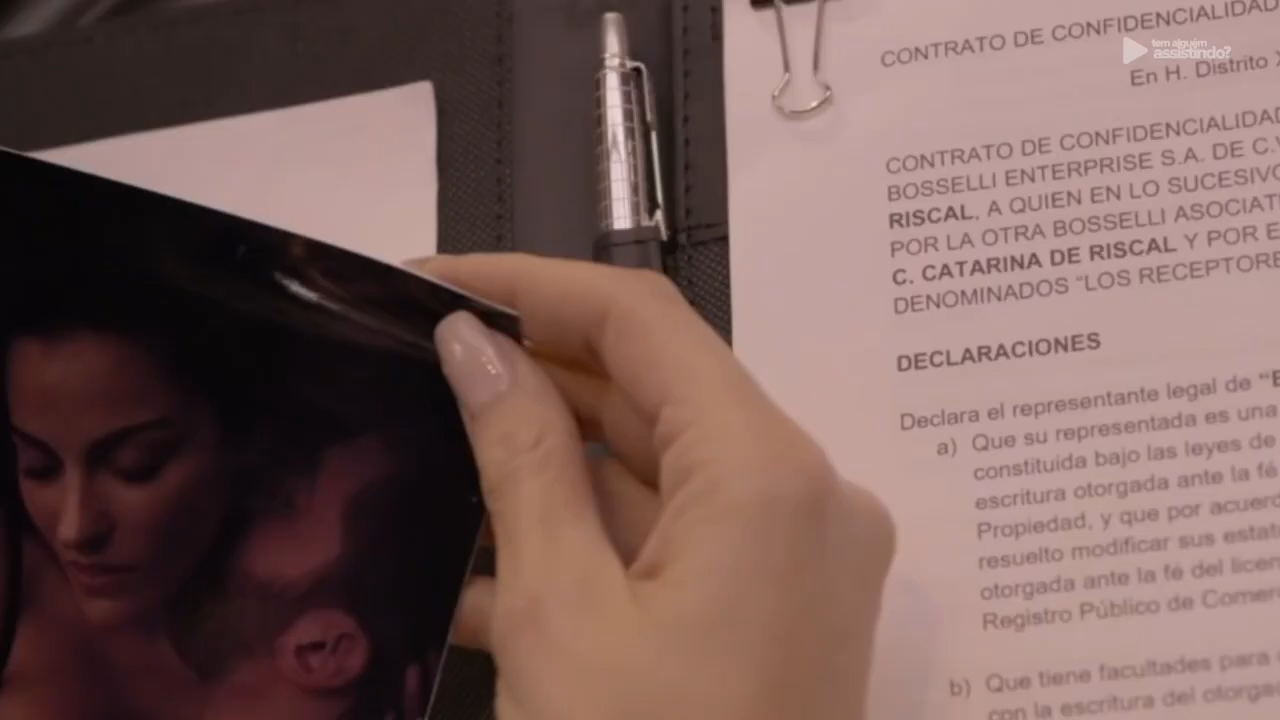 tem alguém
assistindo?
CONTRATO DE CONFIDENCIALIDAD
En H. Distrito
CONTRATO DE CONFIDENCIALIDAD
BOSSELLI ENTERPRISE S.A. DE C.V
RISCAL, A QUIEN EN LO SUCESIVO
POR LA OTRA BOSSELLI ASOCIAT
C. CATARINA DE RISCAL Y POR E
DENOMINADOS “LOS RECEPTORE
DECLARACIONES
Declara el representante legal de “E
a) Que su representada es una
constituida bajo las leyes de
escritura otorgada ante la fé
Propiedad, y que por acuerd
resuelto modificar sus estat
otorgada ante la fé del licen
Registro Público de Comer
b) Que tiene facultades para
con la escritura del otorga